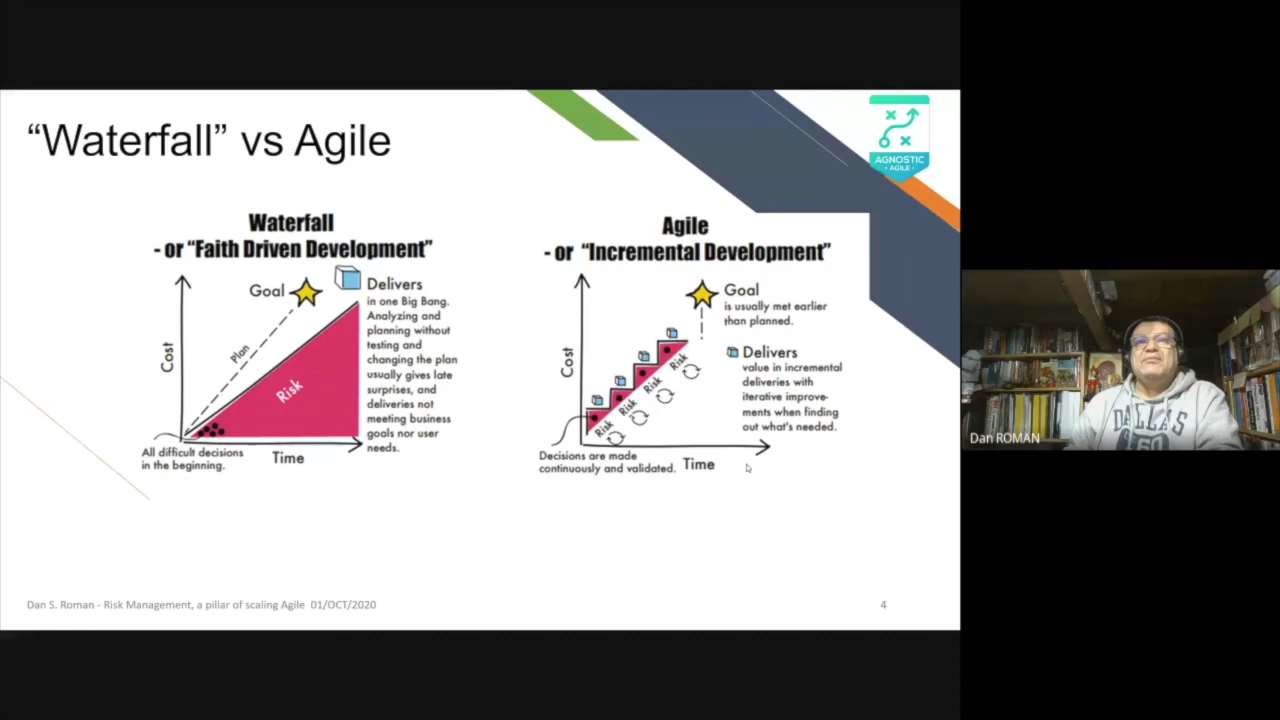 “Waterfall” vs Agile
AGNOSTIC
• AGILE •
Waterfall
- or “Faith Driven Development”
Goal
Delivers
in one Big Bang.
Analyzing and
planning without
testing and
changing the plan
usually gives late
surprises, and
deliveries not
meeting business
goals nor user
needs.
Cost
Plan
Risk
All difficult decisions
in the beginning.
Time
Agile
- or “Incremental Development”
Goal
is usually met earlier
than planned.
Delivers
value in incremental
deliveries with
iterative improve-
ments when finding
out what's needed.
Cost
Risk
Risk
Risk
Risk
Decisions are made
continuously and validated.
Time
Dan S. Roman - Risk Management, a pillar of scaling Agile 01/OCT/2020
4
DALLAS
Dan ROMAN